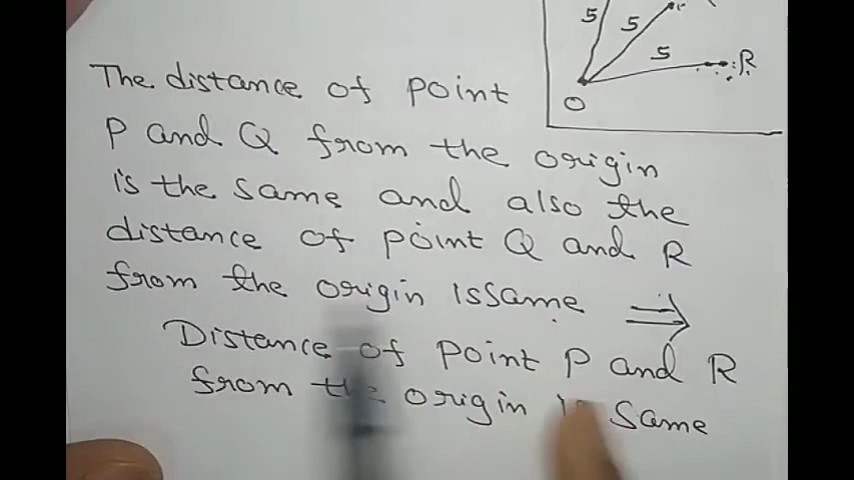 5
5
5
R
O
The distance of point
P and Q from the origin
is the same and also the
distance of point Q and R
from the origin issame ⇒
Distance of point P and R
from the origin is same